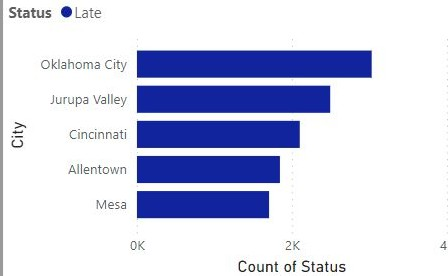 Status Late
Oklahoma City
Jurupa Valley
Cincinnati
Allentown
Mesa
City
0K 2K 4
Count of Status